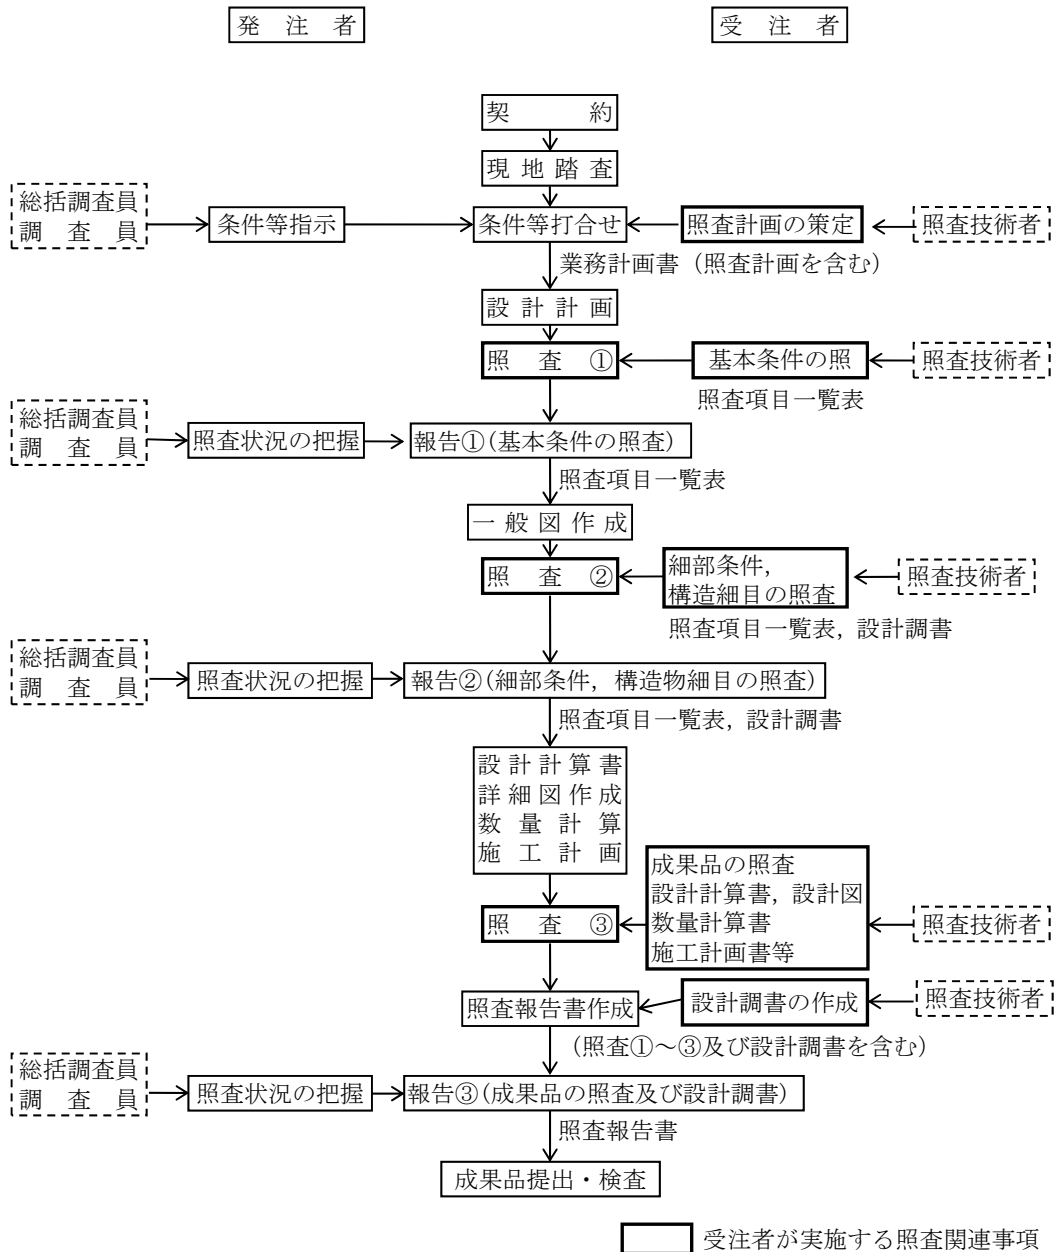 発注者
受注者
契約
現地踏査
総括調査員
調査員
条件等指示
条件等打合せ
照査計画の策定
照査技術者
業務計画書（照査計画を含む）
設計計画
照査①
基本条件の照
照査技術者
照査項目一覧表
総括調査員
調査員
照査状況の把握
報告①（基本条件の照査）
照査項目一覧表
一般図作成
照査②
細部条件，
構造細目の照査
照査技術者
照査項目一覧表，設計調書
総括調査員
調査員
照査状況の把握
報告②（細部条件，構造物細目の照査）
照査項目一覧表，設計調書
設計計算書
詳細図作成
数量計算
施工計画
成果品の照査
設計計算書，設計図
数量計算書
施工計画書等
照査③
照査技術者
照査報告書作成
設計調書の作成
照査技術者
（照査①～③及び設計調書を含む）
総括調査員
調査員
照査状況の把握
報告③（成果品の照査及び設計調書）
照査報告書
成果品提出・検査
受注者が実施する照査関連事項